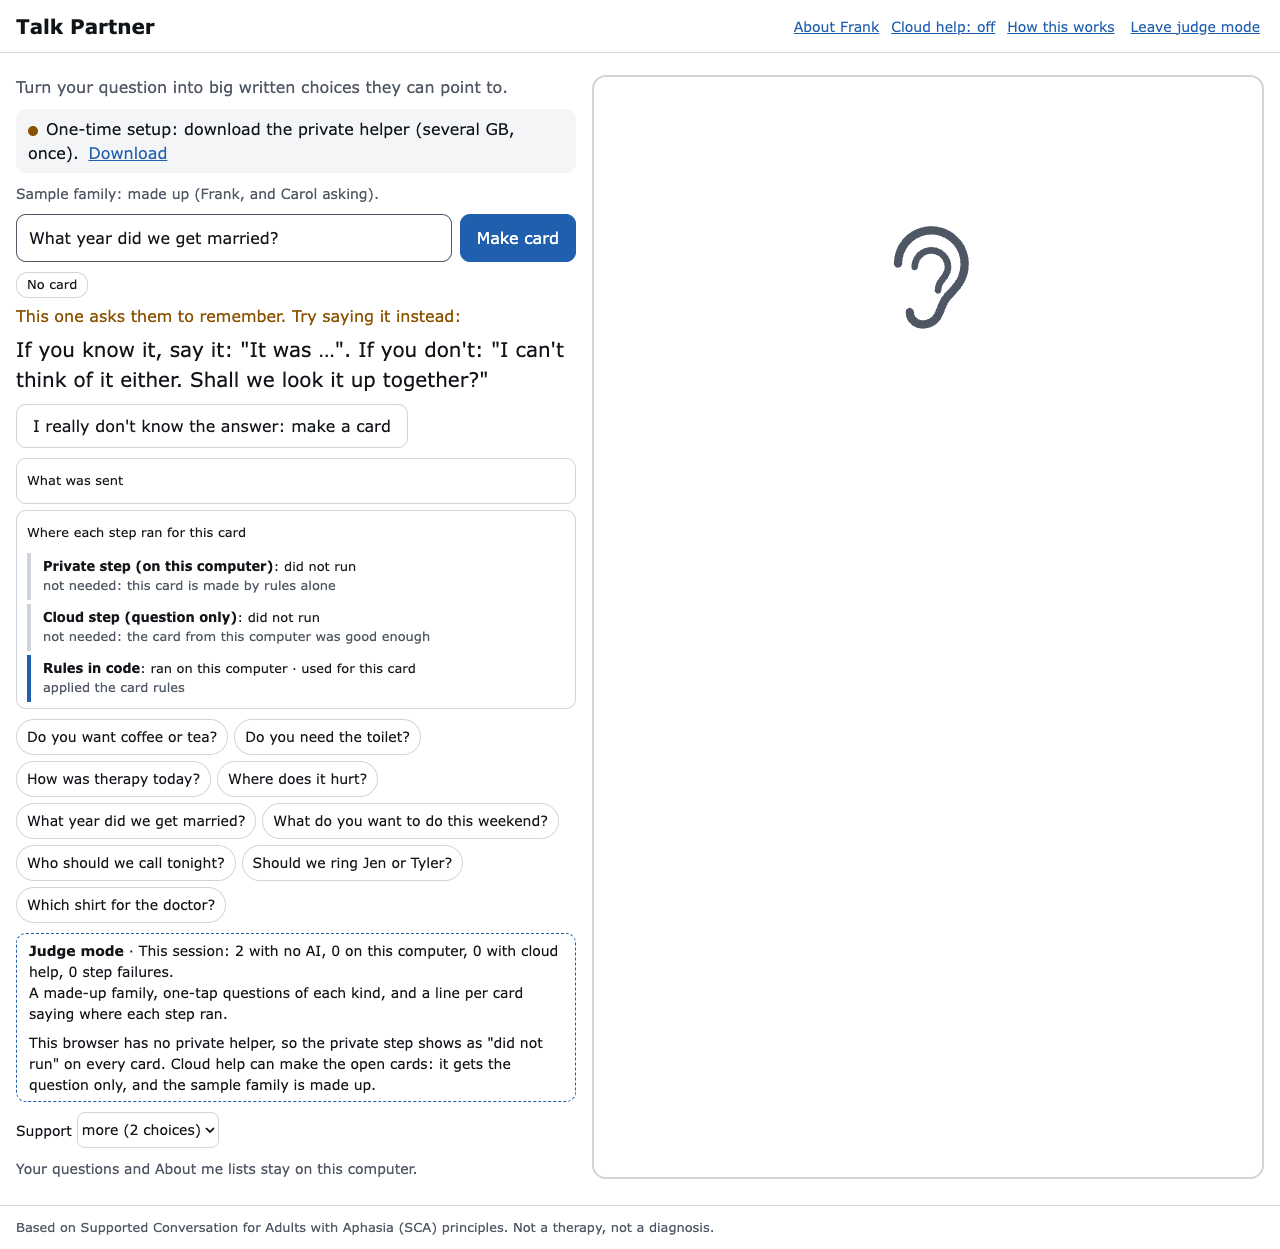 Talk Partner
About Frank Cloud help: off How this works Leave judge mode
Turn your question into big written choices they can point to.
One-time setup: download the private helper (several GB,
once). Download
Sample family: made up (Frank, and Carol asking).
What year did we get married?
Make card
No card
This one asks them to remember. Try saying it instead:
If you know it, say it: "It was ...". If you don't: "I can't
think of it either. Shall we look it up together?"
I really don't know the answer: make a card
What was sent
Where each step ran for this card
Private step (on this computer): did not run
not needed: this card is made by rules alone
Cloud step (question only): did not run
not needed: the card from this computer was good enough
Rules in code: ran on this computer · used for this card
applied the card rules
Do you want coffee or tea? Do you need the toilet?
How was therapy today? Where does it hurt?
What year did we get married? What do you want to do this weekend?
Who should we call tonight? Should we ring Jen or Tyler?
Which shirt for the doctor?
Judge mode · This session: 2 with no AI, 0 on this computer, 0 with cloud
help, 0 step failures.
A made-up family, one-tap questions of each kind, and a line per card
saying where each step ran.
This browser has no private helper, so the private step shows as "did not
run" on every card. Cloud help can make the open cards: it gets the
question only, and the sample family is made up.
Support more (2 choices)
Your questions and About me lists stay on this computer.
Based on Supported Conversation for Adults with Aphasia (SCA) principles. Not a therapy, not a diagnosis.